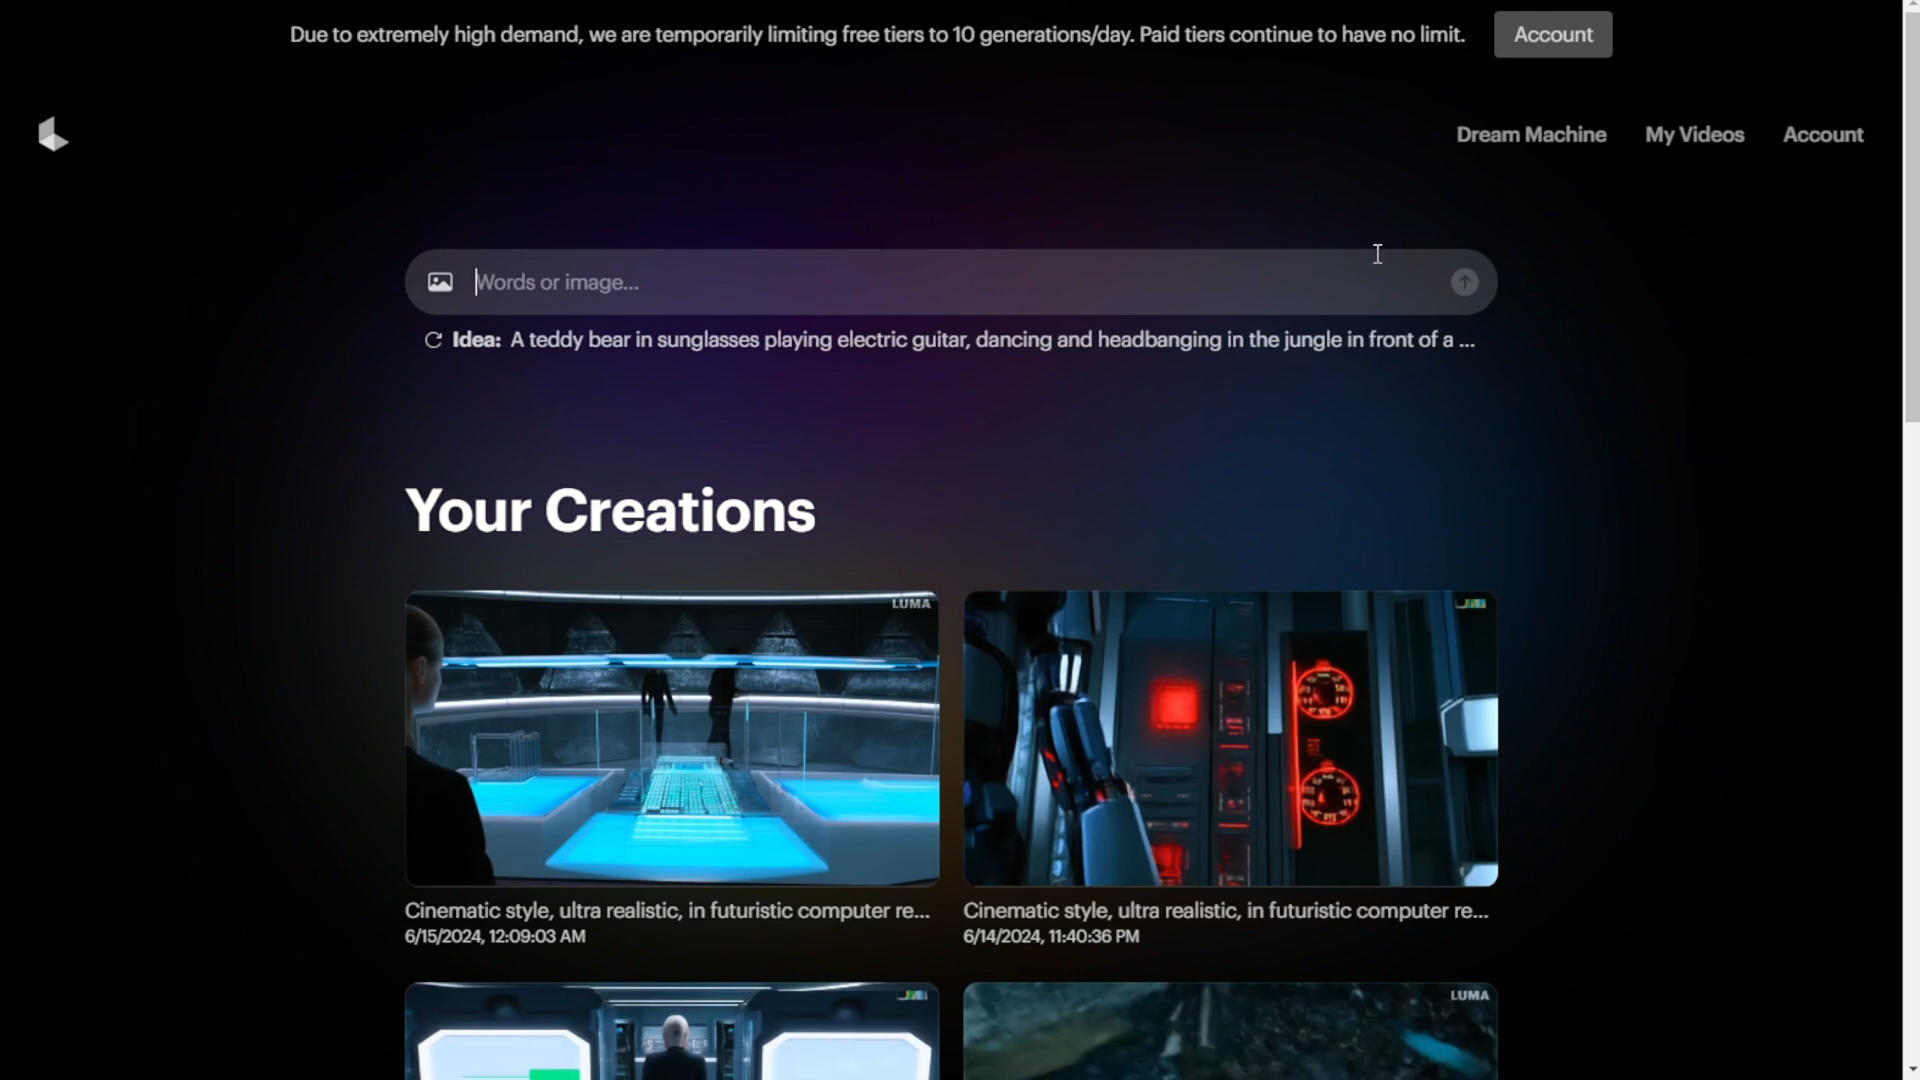 Due to extremely high demand, we are temporarily limiting free tiers to 10 generations/day. Paid tiers continue to have no limit.
Account
Dream Machine
My Videos
Account
Words or image...
Idea: A teddy bear in sunglasses playing electric guitar, dancing and headbanging in the jungle in front of a ...
Your Creations
LUMA
Cinematic style, ultra realistic, in futuristic computer re...
6/15/2024, 12:09:03 AM
Cinematic style, ultra realistic, in futuristic computer re...
6/14/2024, 11:40:36 PM
LUMA